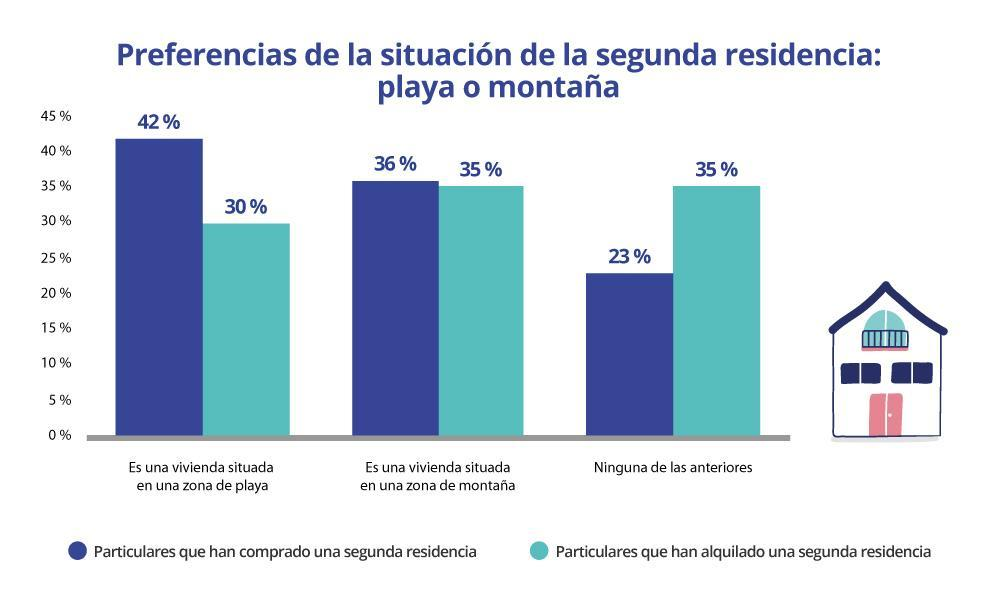 Preferencias de la situación de la segunda residencia:
playa o montaña
45 %
40 %
35 %
30 %
25 %
20 %
15 %
10 %
5 %
0 %
42 %
30 %
36 %
35 %
23 %
35 %
Es una vivienda situada
en una zona de playa
Es una vivienda situada
en una zona de montaña
Ninguna de las anteriores
Particulares que han comprado una segunda residencia
Particulares que han alquilado una segunda residencia